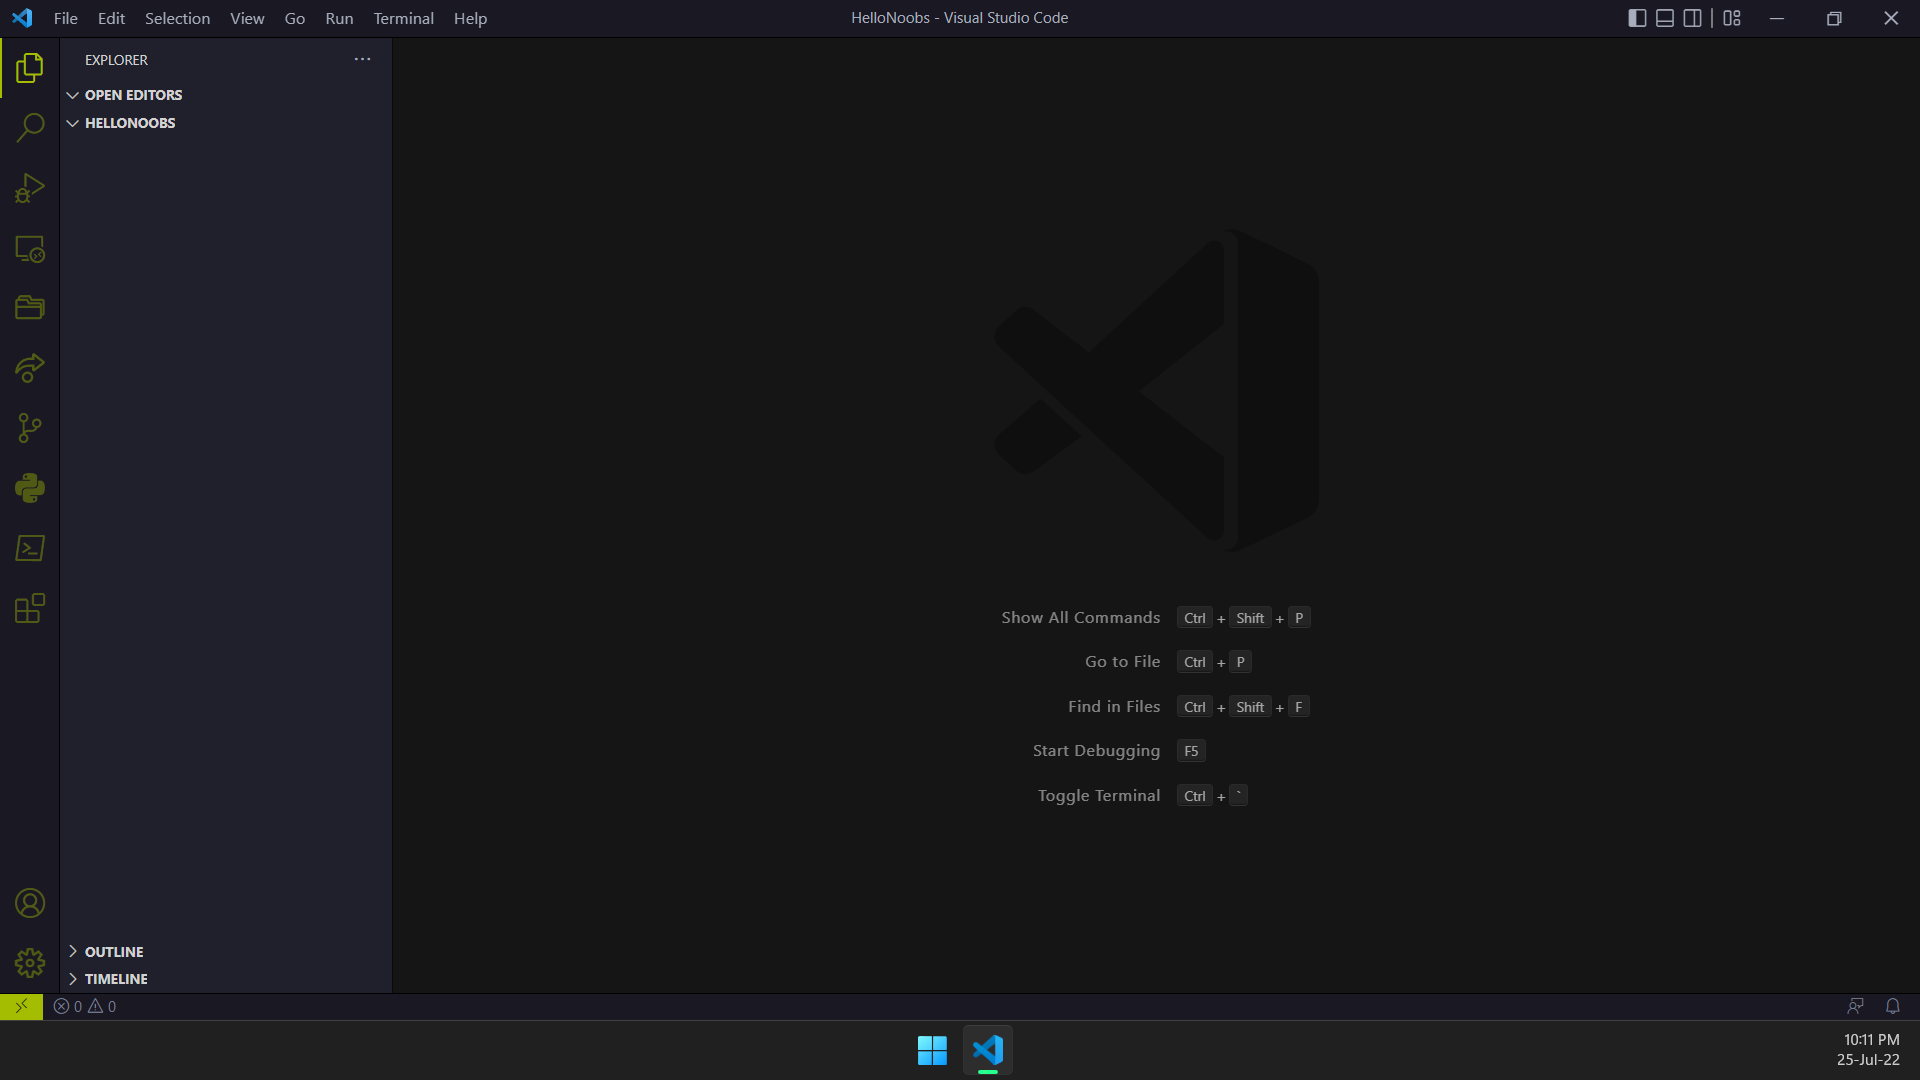 File Edit Selection View Go Run Terminal Help
HelloNoobs - Visual Studio Code
EXPLORER
OPEN EDITORS
HELLONOOBS
Show All Commands Ctrl + Shift + P
Go to File Ctrl + P
Find in Files Ctrl + Shift + F
Start Debugging F5
Toggle Terminal Ctrl + `
OUTLINE
TIMELINE
0 0
10:11 PM
25-Jul-22